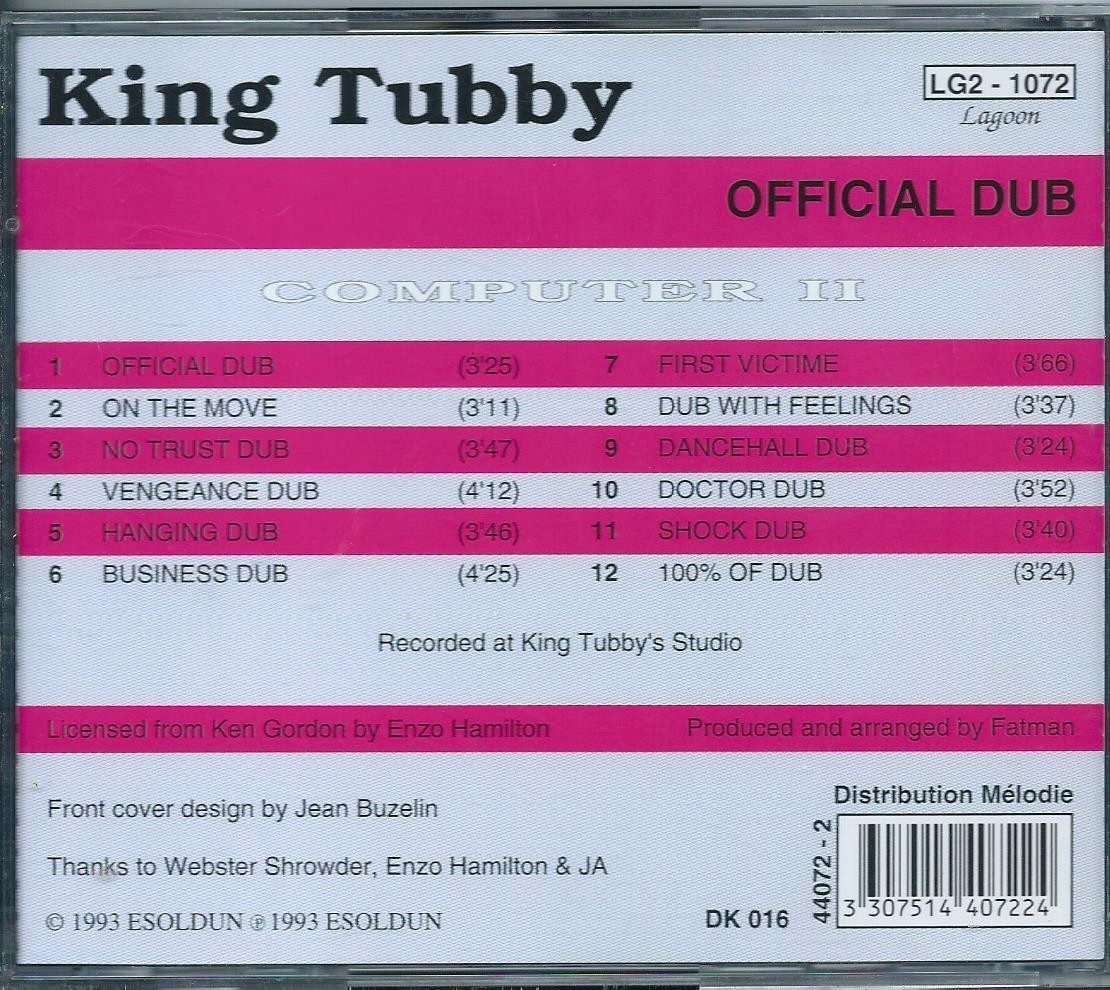 King Tubby
LG2 - 1072
Lagoon
OFFICIAL DUB
COMPUTER II
1 OFFICIAL DUB (3'25)
2 ON THE MOVE (3'11)
3 NO TRUST DUB (3'47)
4 VENGEANCE DUB (4'12)
5 HANGING DUB (3'46)
6 BUSINESS DUB (4'25)
7 FIRST VICTIME (3'66)
8 DUB WITH FEELINGS (3'37)
9 DANCEHALL DUB (3'24)
10 DOCTOR DUB (3'52)
11 SHOCK DUB (3'40)
12 100% OF DUB (3'24)
Recorded at King Tubby's Studio
Licensed from Ken Gordon by Enzo Hamilton
Produced and arranged by Fatman
Front cover design by Jean Buzelin
Thanks to Webster Shrowder, Enzo Hamilton & JA
© 1993 ESOLDUN ℗ 1993 ESOLDUN
DK 016
Distribution Mélodie
44072 - 2
3 307514 407224